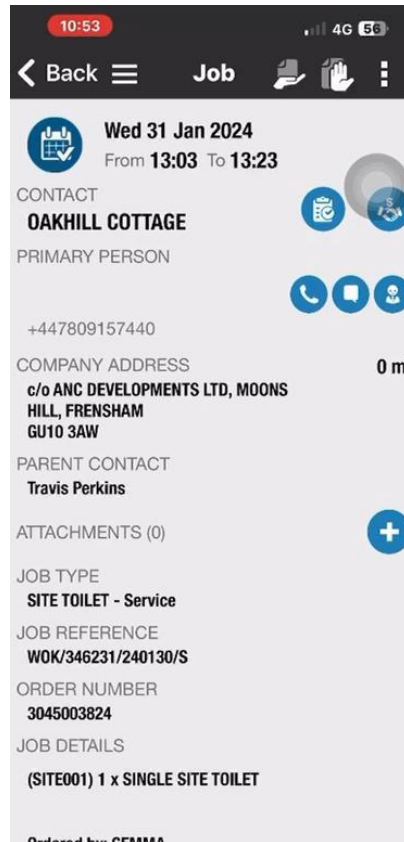 10:53 4G 56
Back Job
Wed 31 Jan 2024
From 13:03 To 13:23
CONTACT
OAKHILL COTTAGE
PRIMARY PERSON
+447809157440
COMPANY ADDRESS 0 m
c/o ANC DEVELOPMENTS LTD, MOONS
HILL, FRENSHAM
GU10 3AW
PARENT CONTACT
Travis Perkins
ATTACHMENTS (0)
JOB TYPE
SITE TOILET - Service
JOB REFERENCE
WOK/346231/240130/S
ORDER NUMBER
3045003824
JOB DETAILS
(SITE001) 1 x SINGLE SITE TOILET
Ordered by: GEMMA